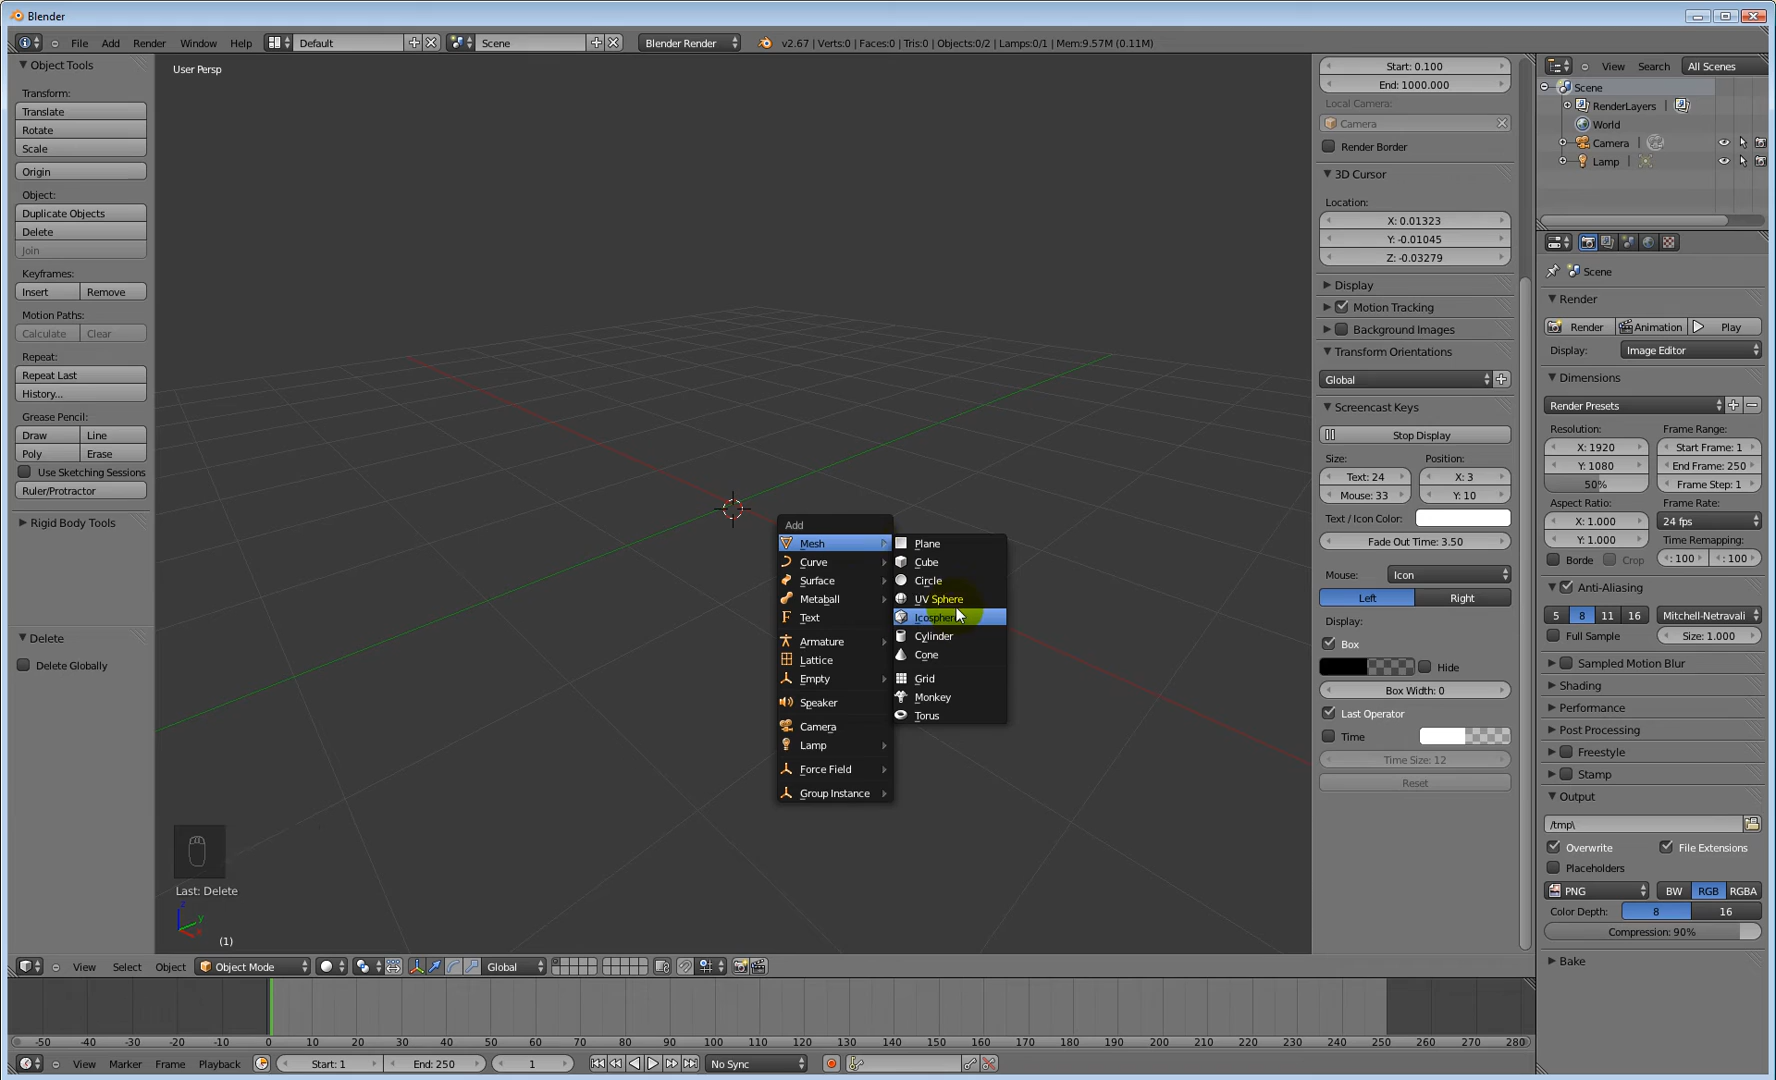 Blender
File Add Render Window Help Default Scene Blender Render v2.67 | Verts:0 | Faces:0 | Tris:0 | Objects:0/2 | Lamps:0/1 | Mem:9.57M (0.11M)
Object Tools
Transform:
Translate
Rotate
Scale
Origin
Object:
Duplicate Objects
Delete
Join
Keyframes:
Insert Remove
Motion Paths:
Calculate Clear
Repeat:
Repeat Last
History...
Grease Pencil:
Draw Line
Poly Erase
Use Sketching Sessions
Ruler/Protractor
Rigid Body Tools
Delete
Delete Globally
User Persp
Add
Mesh
Curve
Surface
Metaball
Text
Armature
Lattice
Empty
Speaker
Camera
Lamp
Force Field
Group Instance
Plane
Cube
Circle
UV Sphere
Icosphere
Cylinder
Cone
Grid
Monkey
Torus
Last: Delete
z
y
x
(1)
Start: 0.100
End: 1000.000
Local Camera:
Camera
Render Border
3D Cursor
Location:
X: 0.01323
Y: -0.01045
Z: -0.03279
Display
Motion Tracking
Background Images
Transform Orientations
Global
Screencast Keys
Stop Display
Size: Position:
Text: 24 X: 3
Mouse: 33 Y: 10
Text / Icon Color:
Fade Out Time: 3.50
Mouse: Icon
Left Right
Display:
Box
Hide
Box Width: 0
Last Operator
Time
Time Size: 12
Reset
View Search All Scenes
Scene
RenderLayers |
World
Camera |
Lamp |
Scene
Render
Render Animation Play
Display: Image Editor
Dimensions
Render Presets
Resolution: Frame Range:
X: 1920 Start Frame: 1
Y: 1080 End Frame: 250
50% Frame Step: 1
Aspect Ratio: Frame Rate:
X: 1.000 24 fps
Y: 1.000 Time Remapping:
Borde Crop : 100 : 100
Anti-Aliasing
5 8 11 16 Mitchell-Netravali
Full Sample Size: 1.000
Sampled Motion Blur
Shading
Performance
Post Processing
Freestyle
Stamp
Output
/tmp\
Overwrite File Extensions
Placeholders
PNG BW RGB RGBA
Color Depth: 8 16
Compression: 90%
Bake
View Select Object Object Mode Global
-50 -40 -30 -20 -10 0 10 20 30 40 50 60 70 80 90 100 110 120 130 140 150 160 170 180 190 200 210 220 230 240 250 260 270 280
View Marker Frame Playback Start: 1 End: 250 1 No Sync